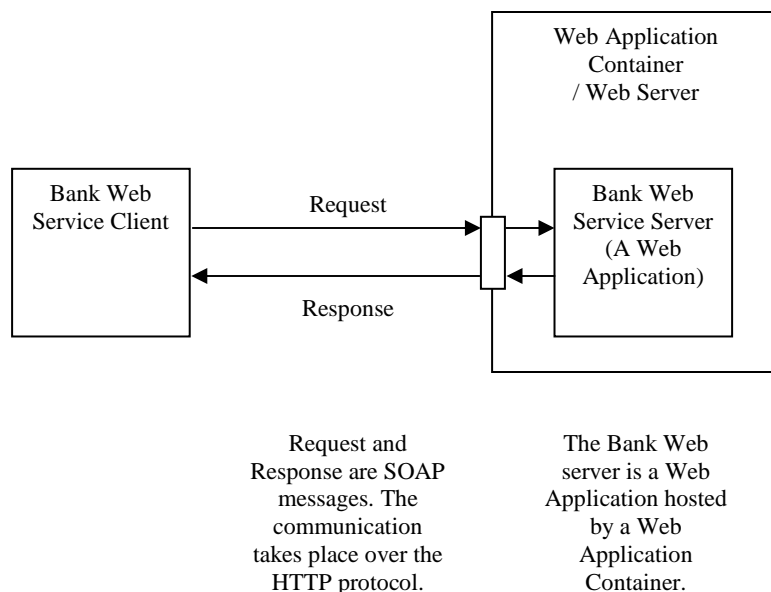 Web Application
Container
/ Web Server
Bank Web
Service Client
Request
Response
Bank Web
Service Server
(A Web
Application)
Request and
Response are SOAP
messages. The
communication
takes place over the
HTTP protocol.
The Bank Web
server is a Web
Application hosted
by a Web
Application
Container.